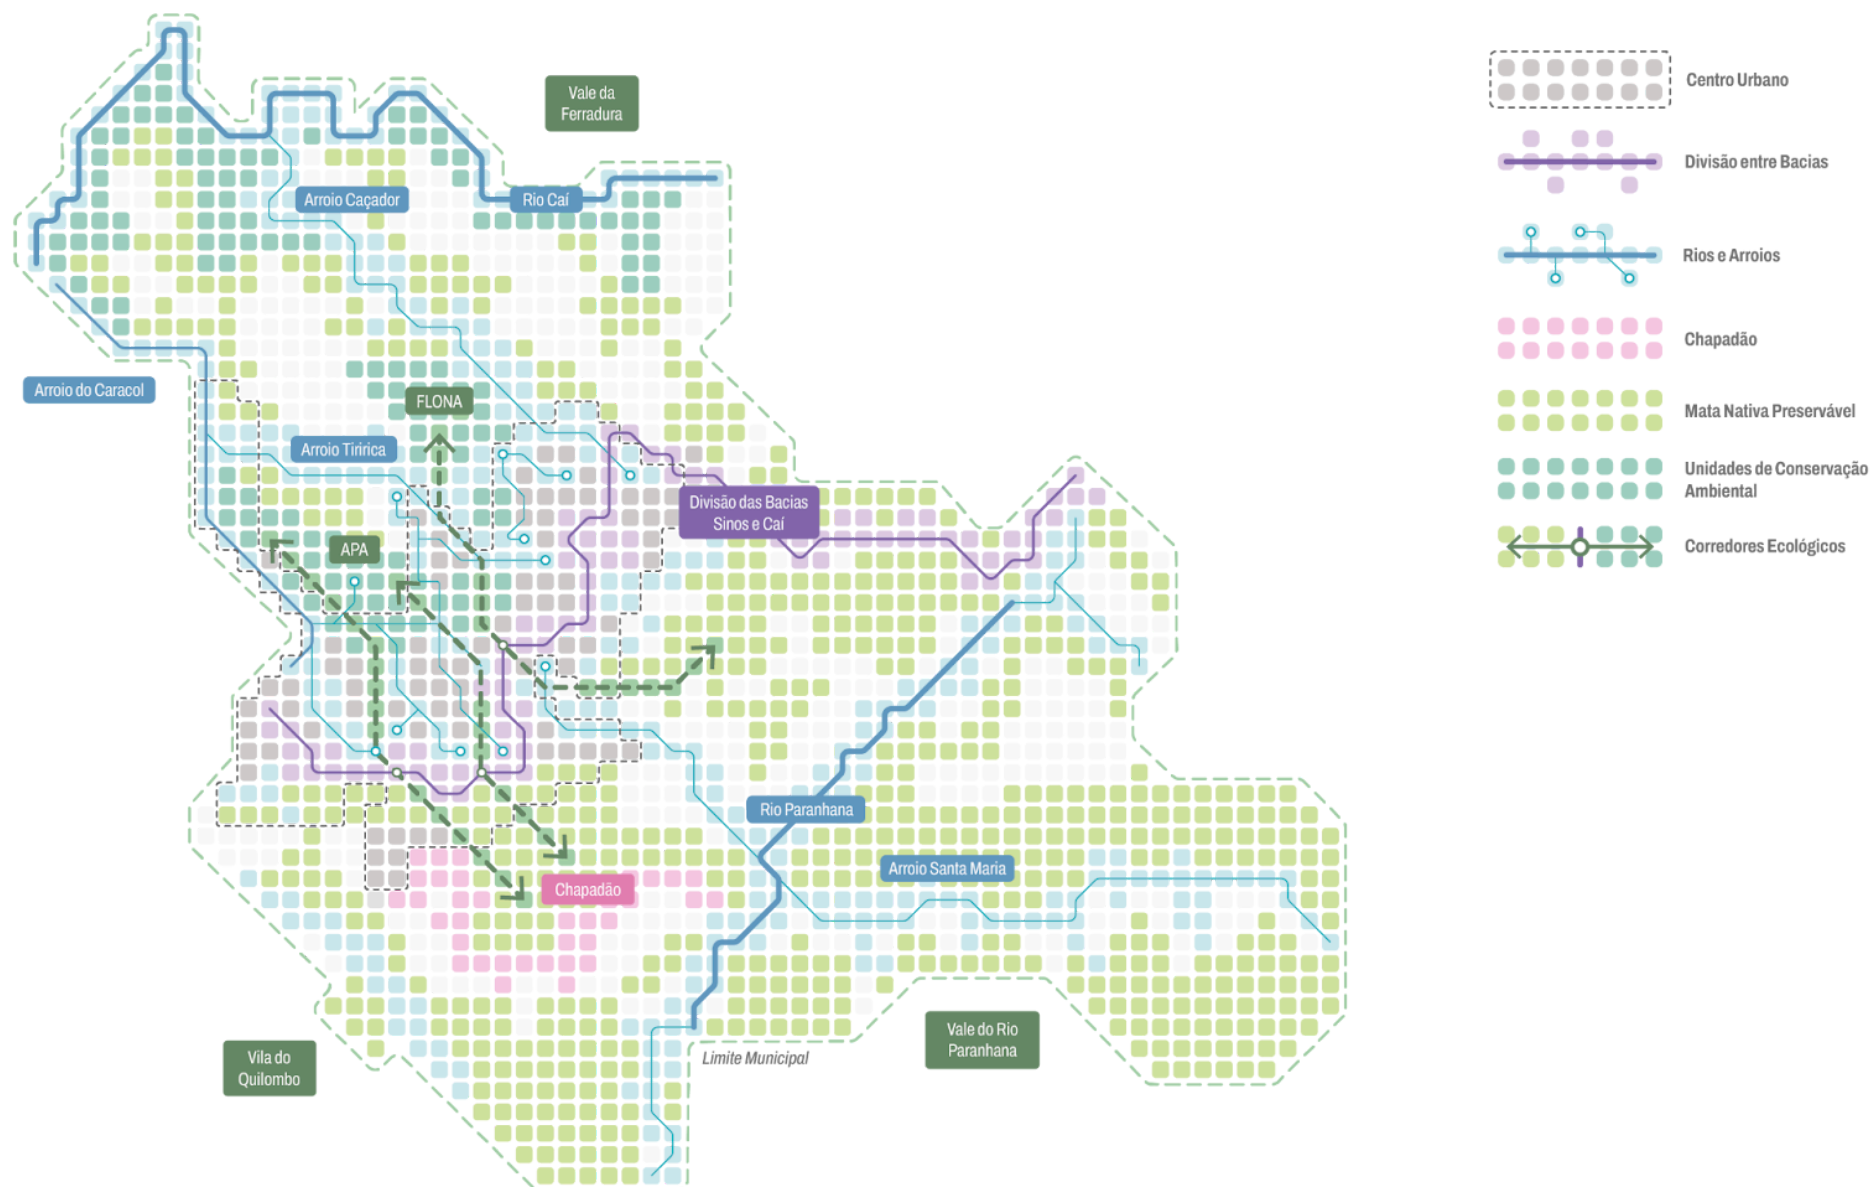 Vale da
Ferradura
Arroio Caçador
Rio Caí
Arroio do Caracol
FLONA
Arroio Tiririca
Divisão das Bacias
Sinos e Caí
APA
Rio Paranhana
Arroio Santa Maria
Chapadão
Vale do Rio
Paranhana
Limite Municipal
Vila do
Quilombo
Centro Urbano
Divisão entre Bacias
Rios e Arroios
Chapadão
Mata Nativa Preservável
Unidades de Conservação
Ambiental
Corredores Ecológicos